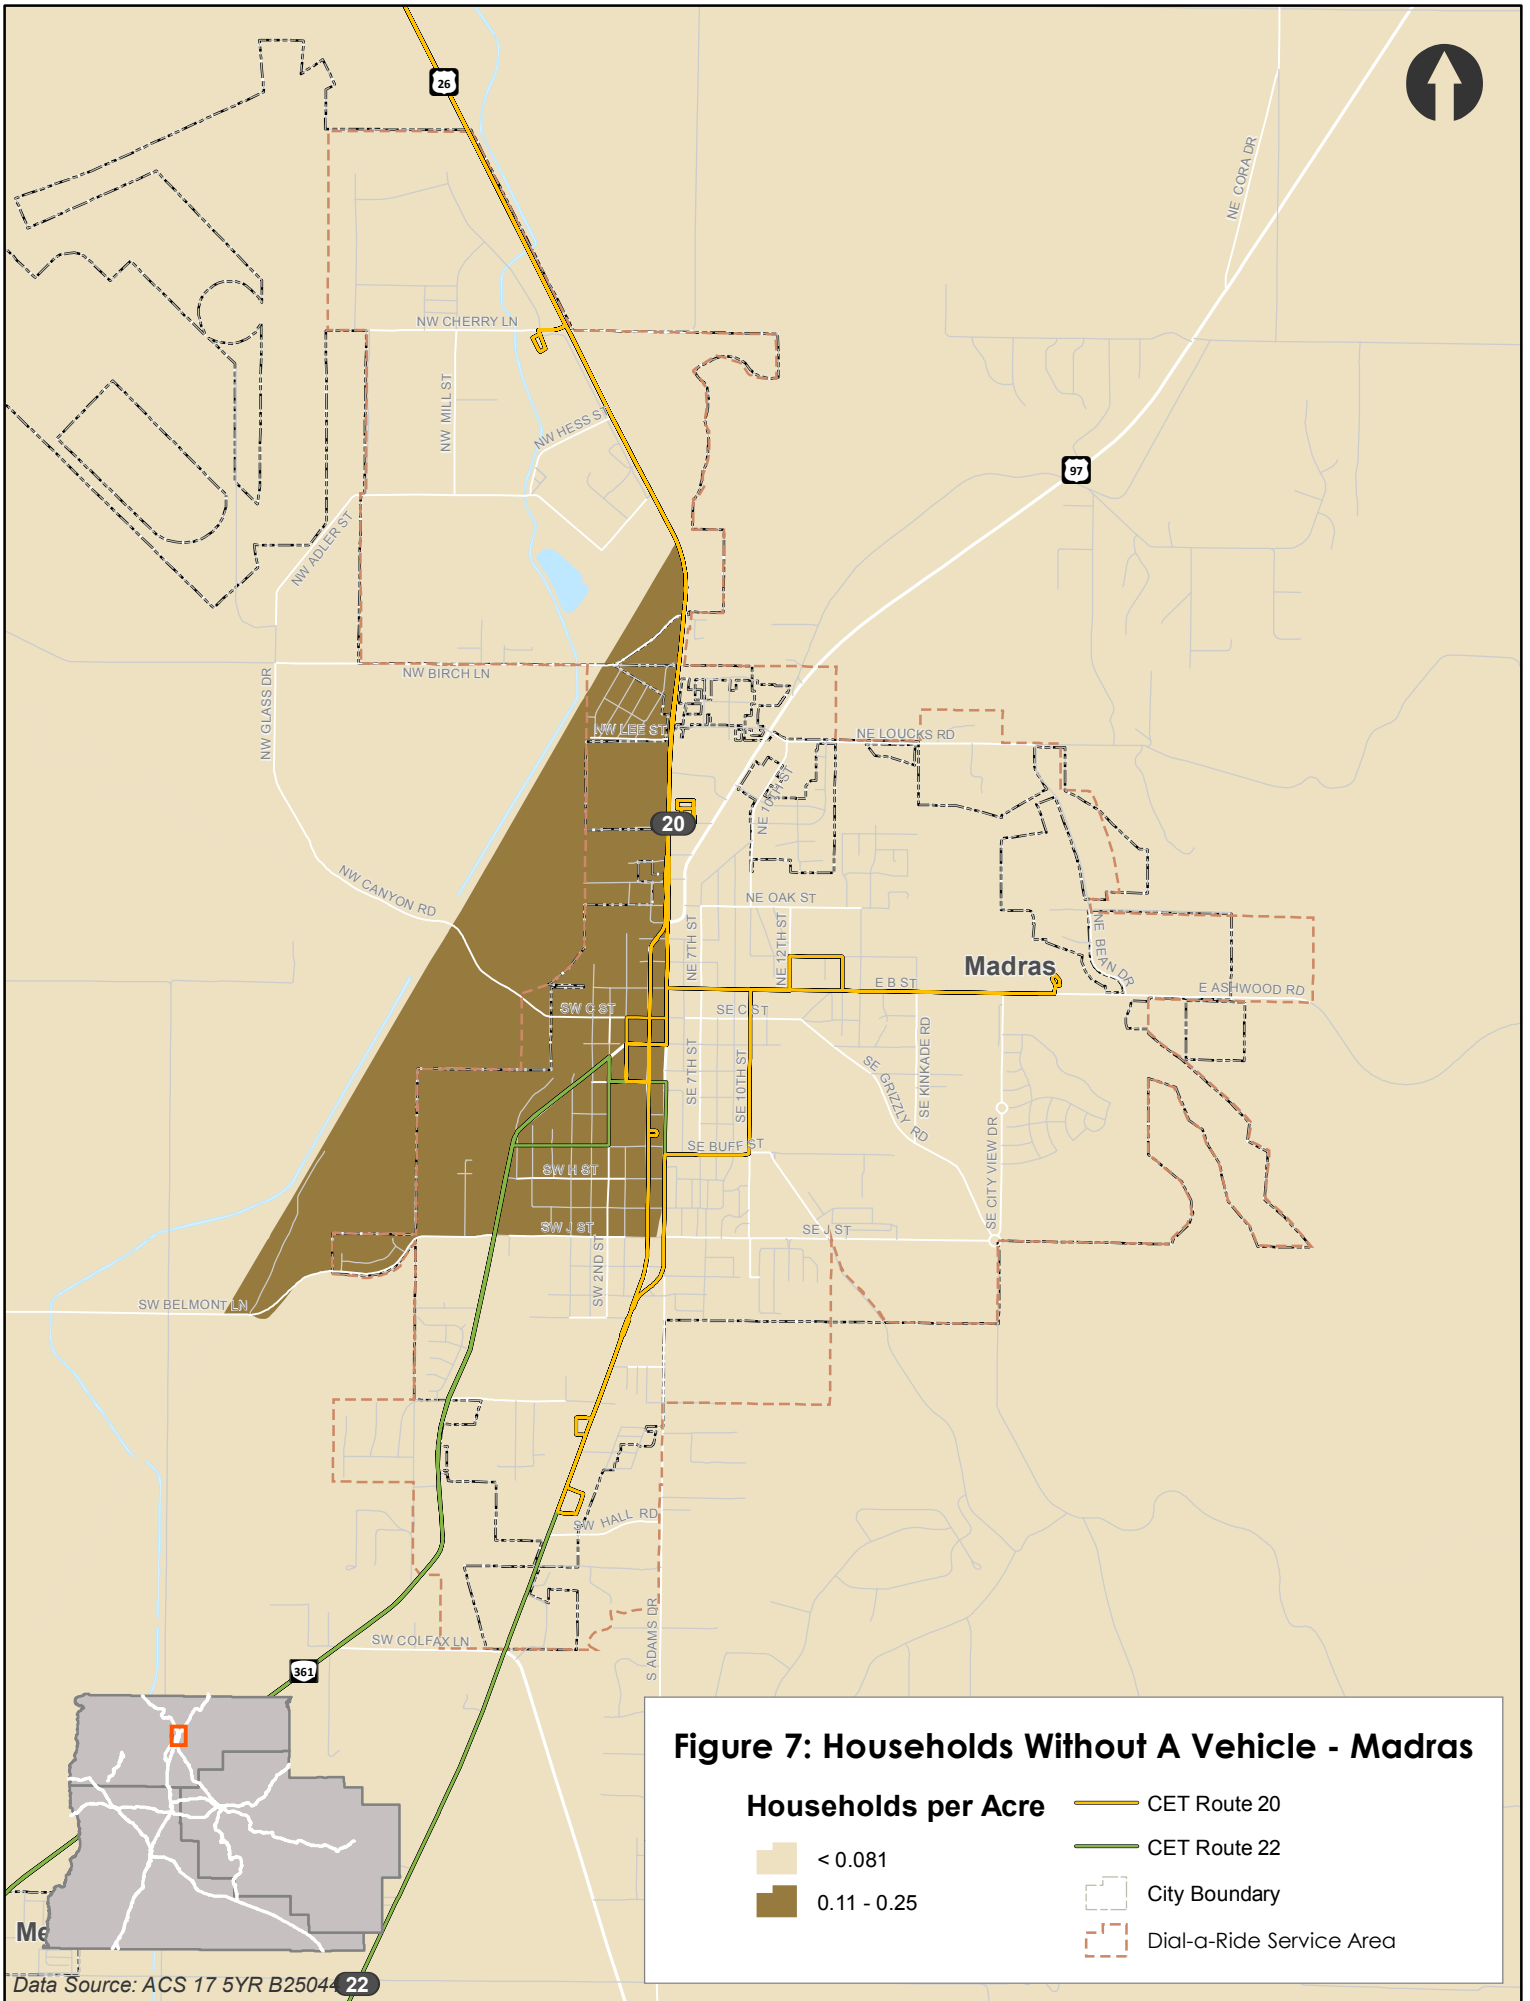 26
NE CORA DR
NW CHERRY LN
NW MILL ST
NW HESS ST
97
NW ADLER ST
NW BIRCH LN
NW GLASS DR
NW LEE ST
NE LOUCKS RD
NE 10TH ST
20
NW CANYON RD
NE OAK ST
NE 7TH ST
NE 12TH ST
NE BEAN DR
Madras
E B ST
E ASHWOOD RD
SW C ST
SE C ST
SE 7TH ST
SE 10TH ST
SE GRIZZLY RD
SE KINKADE RD
SE CITY VIEW DR
SE BUFF ST
SW H ST
SW J ST
SE J ST
SW 2ND ST
SW BELMONT LN
SW HALL RD
S ADAMS DR
SW COLFAX LN
361
Figure 7: Households Without A Vehicle - Madras
Households per Acre
< 0.081
0.11 - 0.25
CET Route 20
CET Route 22
City Boundary
Dial-a-Ride Service Area
Me
Data Source: ACS 17 5YR B25044
22